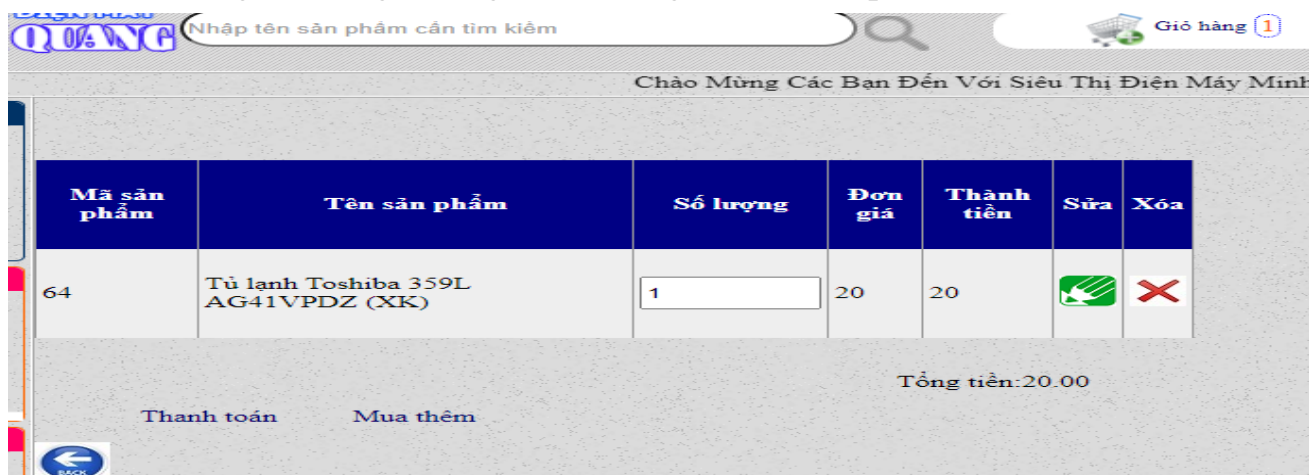 QUANG
Nhập tên sản phẩm cần tìm kiếm
Giỏ hàng 1
Chào Mừng Các Bạn Đến Với Siêu Thị Điện Máy Minh
Mã sản phẩm
Tên sản phẩm
Số lượng
Đơn giá
Thành tiền
Sửa
Xóa
64
Tủ lạnh Toshiba 359L
AG41VPDZ (XK)
1
20
20
Tổng tiền:20.00
Thanh toán
Mua thêm
BACK